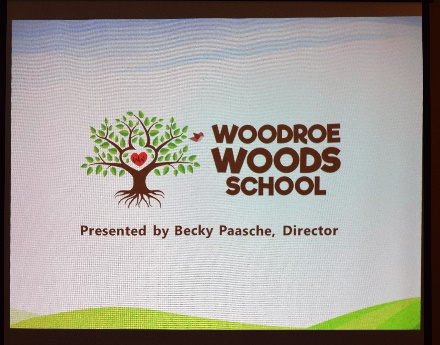 WOODROE
WOODS
SCHOOL
Presented by Becky Paasche, Director